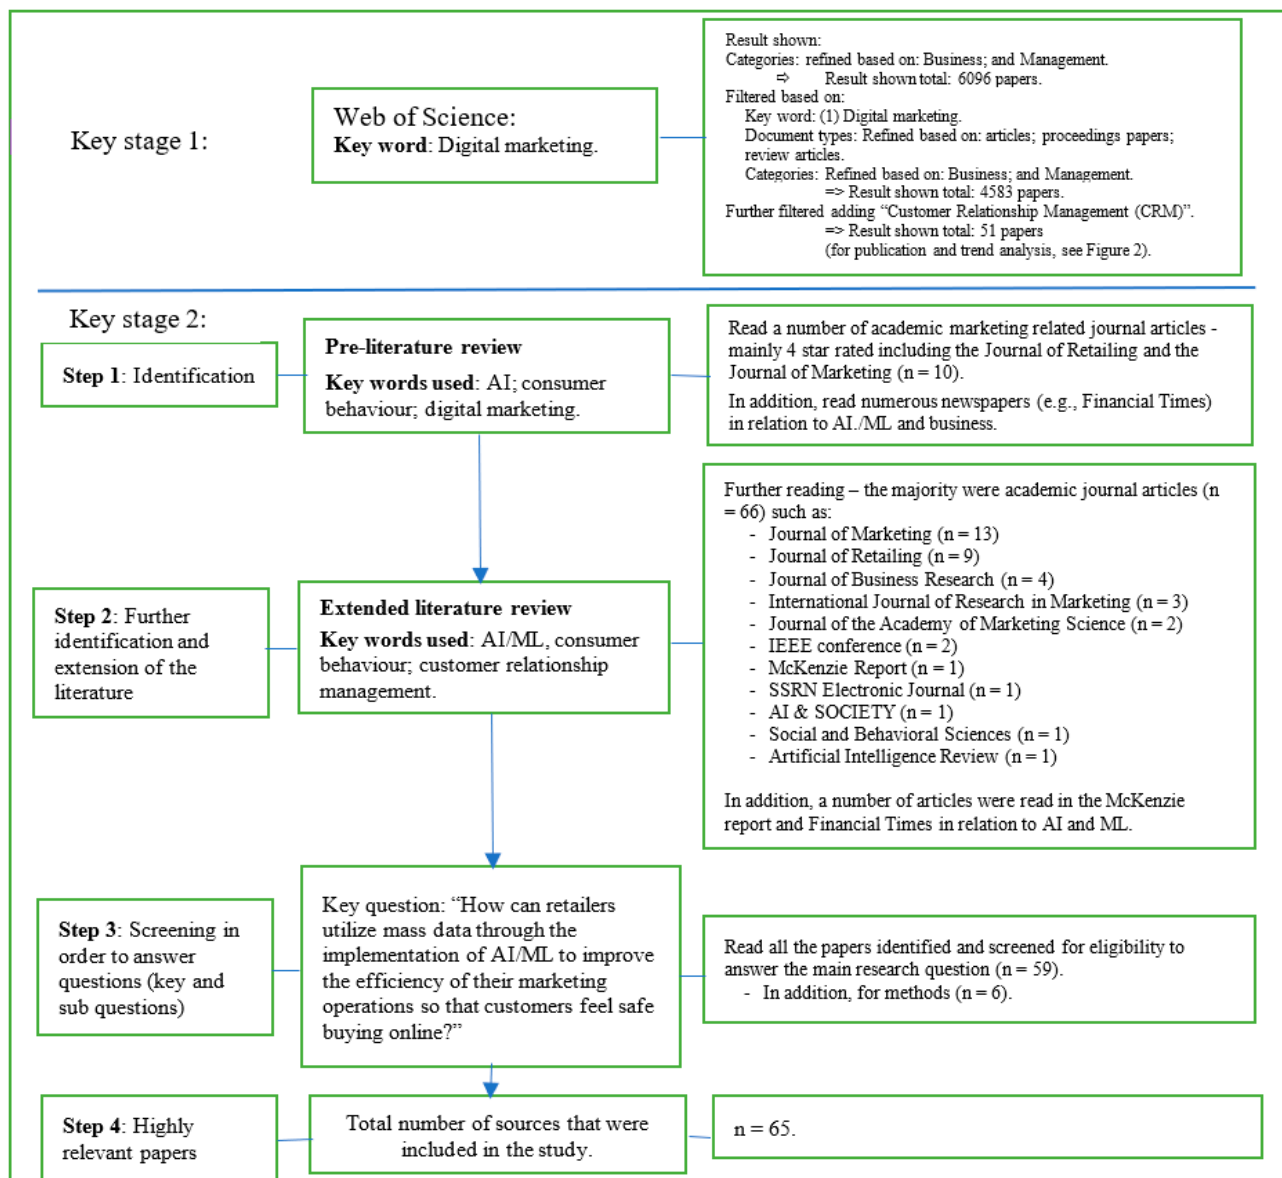 Key stage 1:
Web of Science:
Key word: Digital marketing.
Result shown:
Categories: refined based on: Business; and Management.
⇨ Result shown total: 6096 papers.
Filtered based on:
Key word: (1) Digital marketing.
Document types: Refined based on: articles; proceedings papers;
review articles.
Categories: Refined based on: Business; and Management.
=> Result shown total: 4583 papers.
Further filtered adding “Customer Relationship Management (CRM)”.
=> Result shown total: 51 papers
(for publication and trend analysis, see Figure 2).
Key stage 2:
Step 1: Identification
Pre-literature review
Key words used: AI; consumer
behaviour; digital marketing.
Read a number of academic marketing related journal articles -
mainly 4 star rated including the Journal of Retailing and the
Journal of Marketing (n = 10).
In addition, read numerous newspapers (e.g., Financial Times)
in relation to AI./ML and business.
Step 2: Further
identification and
extension of the
literature
Extended literature review
Key words used: AI/ML, consumer
behaviour; customer relationship
management.
Further reading – the majority were academic journal articles (n
= 66) such as:
- Journal of Marketing (n = 13)
- Journal of Retailing (n = 9)
- Journal of Business Research (n = 4)
- International Journal of Research in Marketing (n = 3)
- Journal of the Academy of Marketing Science (n = 2)
- IEEE conference (n = 2)
- McKenzie Report (n = 1)
- SSRN Electronic Journal (n = 1)
- AI & SOCIETY (n = 1)
- Social and Behavioral Sciences (n = 1)
- Artificial Intelligence Review (n = 1)
In addition, a number of articles were read in the McKenzie
report and Financial Times in relation to AI and ML.
Step 3: Screening in
order to answer
questions (key and
sub questions)
Key question: “How can retailers
utilize mass data through the
implementation of AI/ML to improve
the efficiency of their marketing
operations so that customers feel safe
buying online?”
Read all the papers identified and screened for eligibility to
answer the main research question (n = 59).
- In addition, for methods (n = 6).
Step 4: Highly
relevant papers
Total number of sources that were
included in the study.
n = 65.